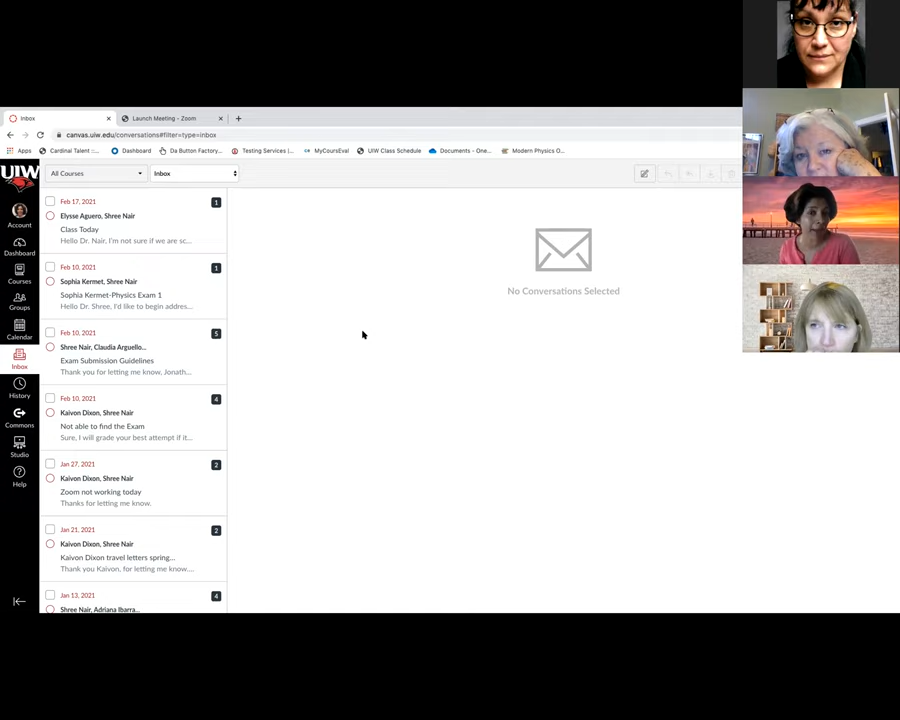 Inbox
Launch Meeting - Zoom
canvas.uiw.edu/conversations#filter=type=inbox
Apps
Cardinal Talent ::...
Dashboard
Da Button Factory...
Testing Services |...
MyCoursEval
UIW Class Schedule
Documents - One...
Modern Physics O...
UIW
All Courses
Inbox
Account
Dashboard
Courses
Groups
Calendar
Inbox
History
Commons
Studio
Help
Feb 17, 2021
1
Elysse Aguero, Shree Nair
Class Today
Hello Dr. Nair, I'm not sure if we are sc...
Feb 10, 2021
1
Sophia Kermet, Shree Nair
Sophia Kermet-Physics Exam 1
Hello Dr. Shree, I'd like to begin addres...
Feb 10, 2021
5
Shree Nair, Claudia Arguello...
Exam Submission Guidelines
Thank you for letting me know, Jonath...
Feb 10, 2021
4
Kaivon Dixon, Shree Nair
Not able to find the Exam
Sure, I will grade your best attempt if it...
Jan 27, 2021
2
Kaivon Dixon, Shree Nair
Zoom not working today
Thanks for letting me know.
Jan 21, 2021
2
Kaivon Dixon, Shree Nair
Kaivon Dixon travel letters spring...
Thank you Kaivon, for letting me know....
Jan 13, 2021
4
Shree Nair, Adriana Ibarra...
No Conversations Selected